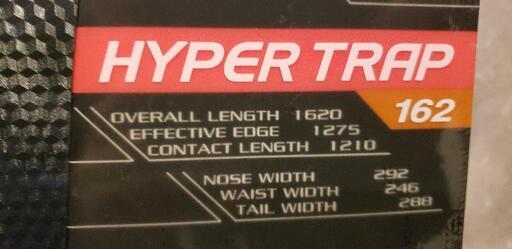 HYPER TRAP
162
OVERALL LENGTH 1620
EFFECTIVE EDGE 1275
CONTACT LENGTH 1210
NOSE WIDTH 292
WAIST WIDTH 246
TAIL WIDTH 288